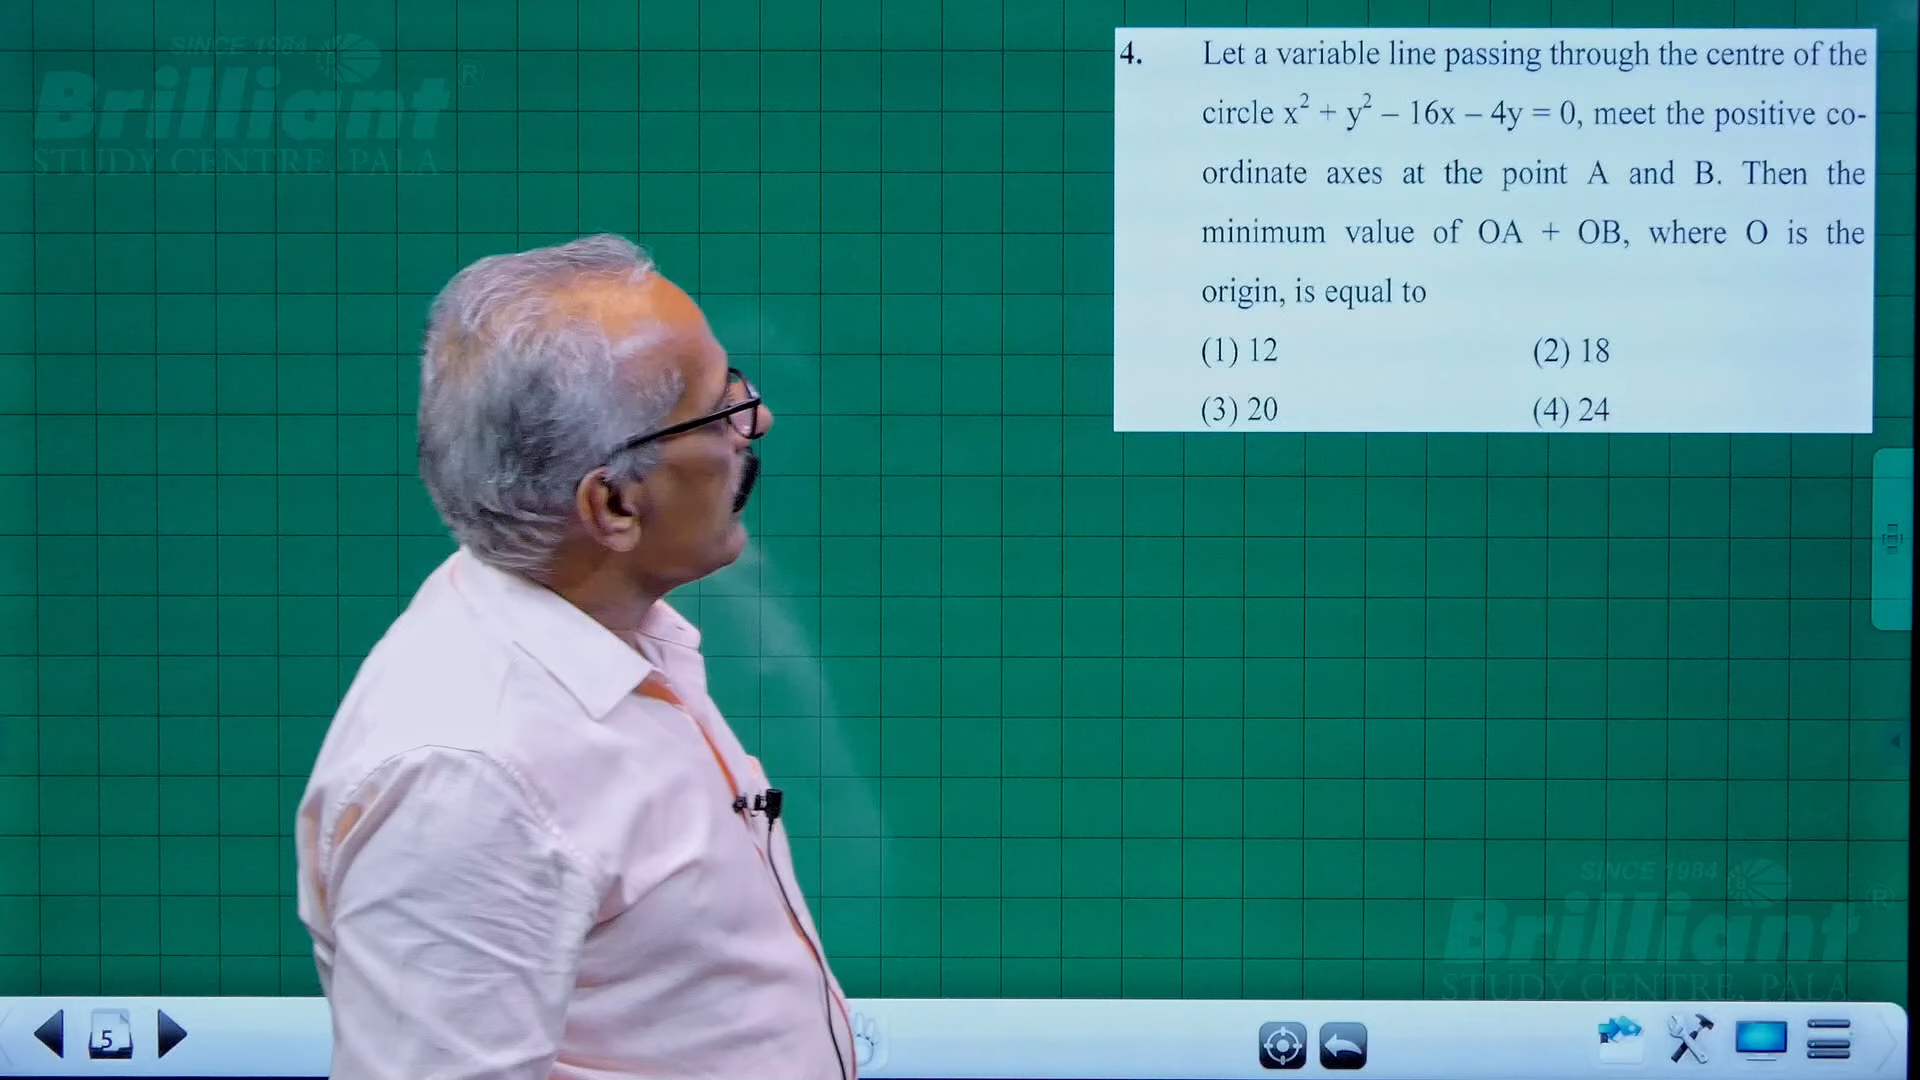 SINCE 1984
Brilliant®
STUDY CENTRE, PALA
4. Let a variable line passing through the centre of the
circle x² + y² – 16x – 4y = 0, meet the positive co-
ordinate axes at the point A and B. Then the
minimum value of OA + OB, where O is the
origin, is equal to
(1) 12 (2) 18
(3) 20 (4) 24
SINCE 1984
Brilliant®
STUDY CENTRE, PALA
5